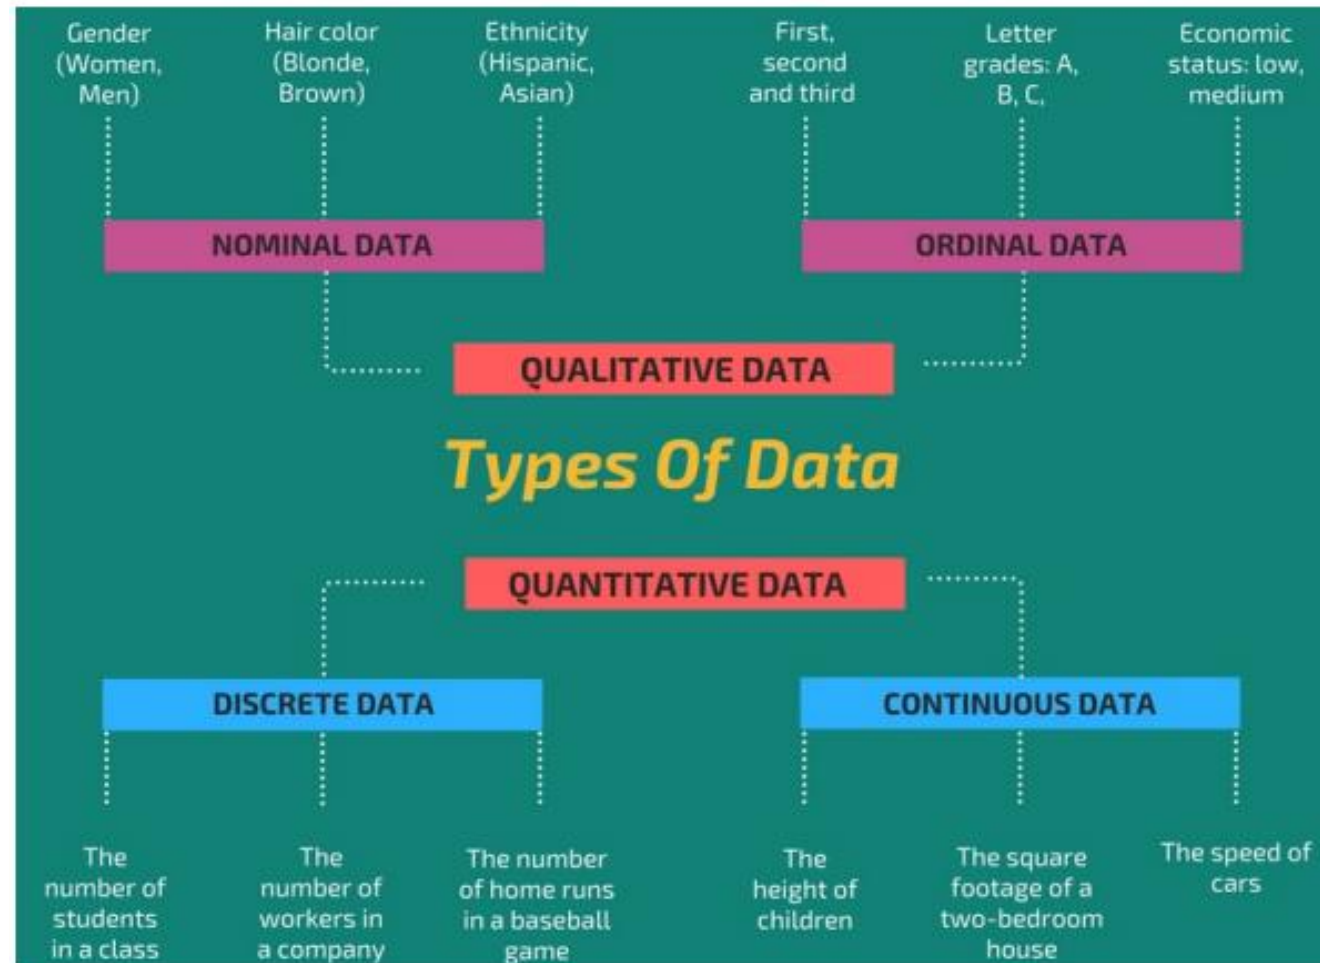 Gender
(Women,
Men)
Hair color
(Blonde,
Brown)
Ethnicity
(Hispanic,
Asian)
First,
second
and third
Letter
grades: A,
B, C,
Economic
status: low,
medium
NOMINAL DATA
ORDINAL DATA
QUALITATIVE DATA
Types Of Data
QUANTITATIVE DATA
DISCRETE DATA
CONTINUOUS DATA
The
number of
students
in a class
The
number of
workers in
a company
The number
of home runs
in a baseball
game
The
height of
children
The square
footage of a
two-bedroom
house
The speed of
cars